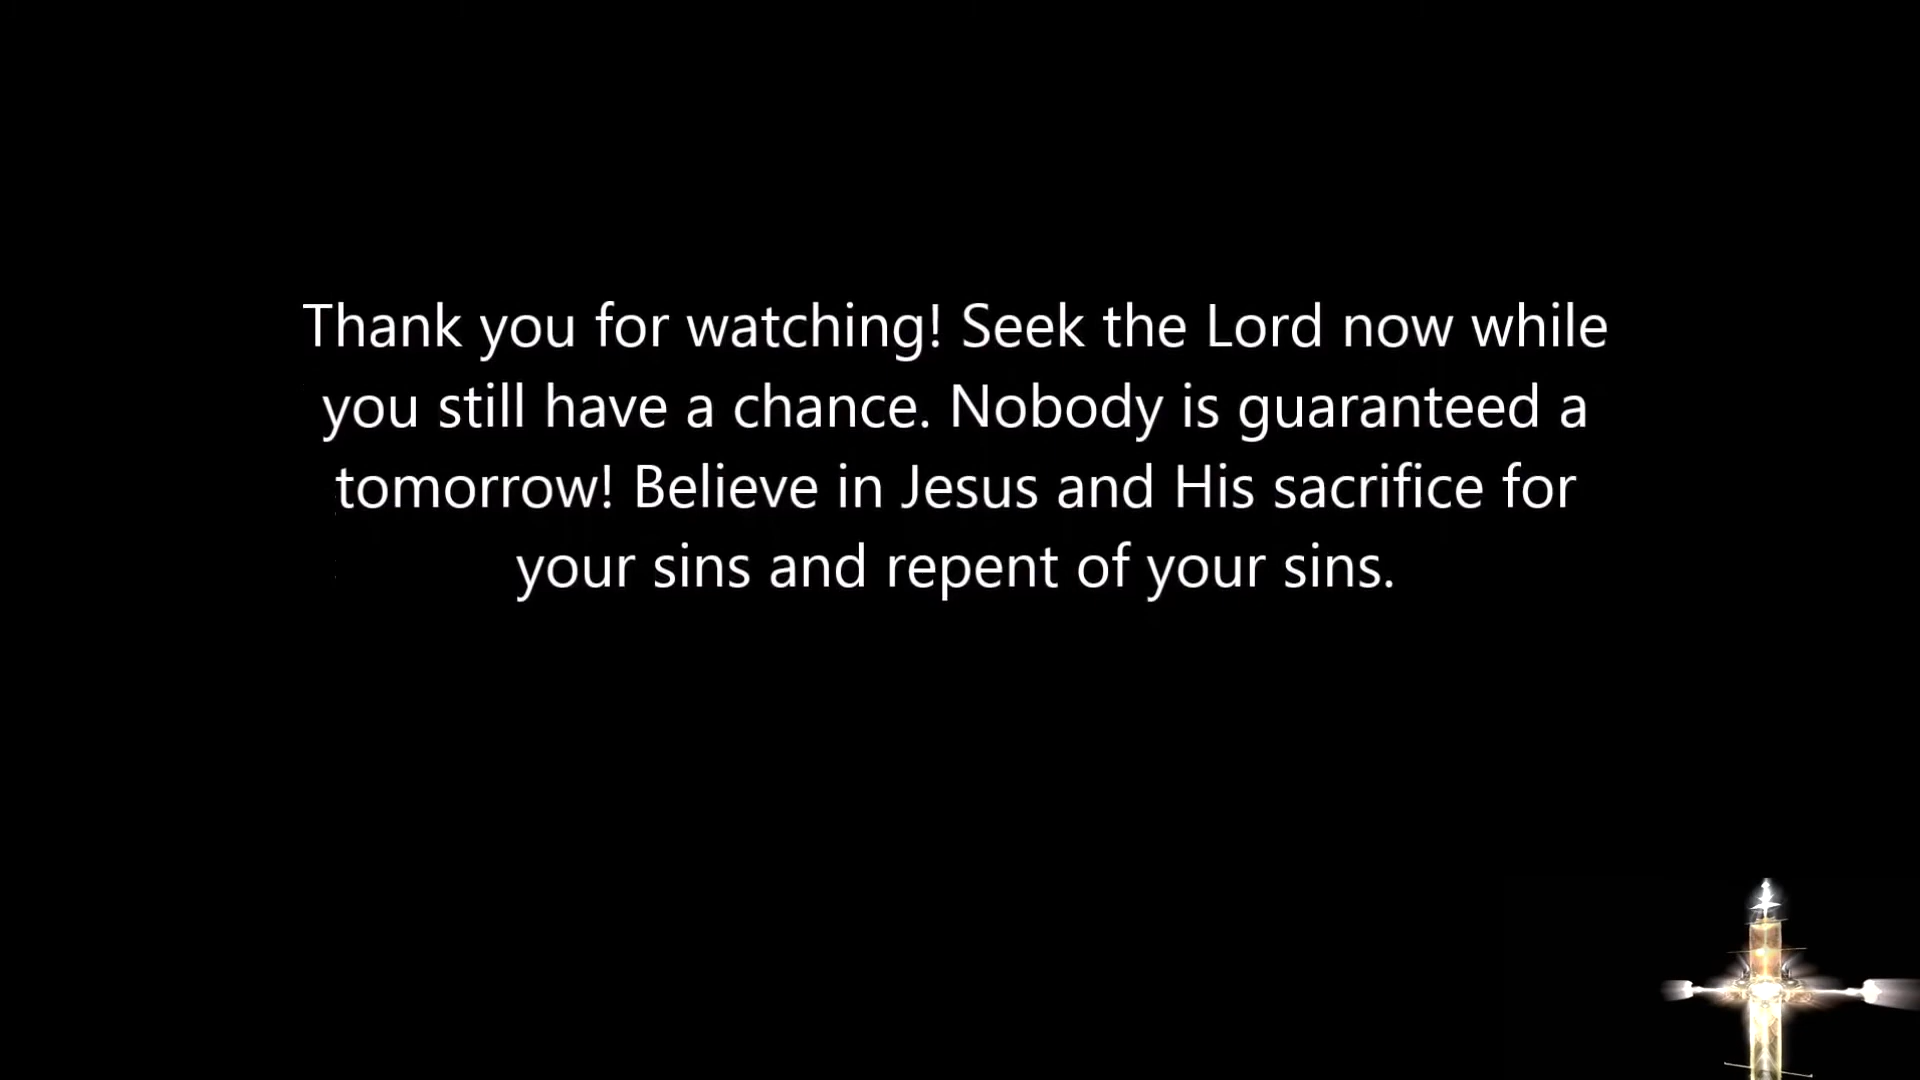 Thank you for watching! Seek the Lord now while
you still have a chance. Nobody is guaranteed a
tomorrow! Believe in Jesus and His sacrifice for
your sins and repent of your sins.